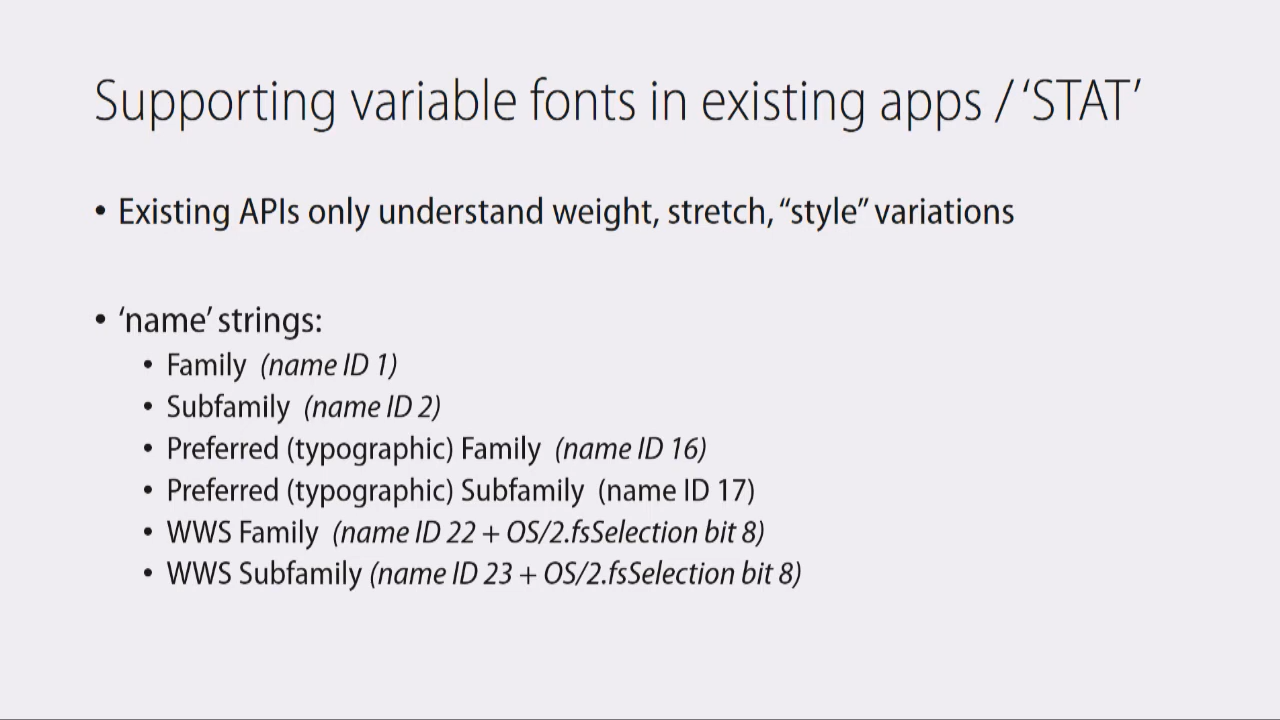 Supporting variable fonts in existing apps / ‘STAT’
• Existing APIs only understand weight, stretch, “style” variations
• ‘name’ strings:
• Family (name ID 1)
• Subfamily (name ID 2)
• Preferred (typographic) Family (name ID 16)
• Preferred (typographic) Subfamily (name ID 17)
• WWS Family (name ID 22 + OS/2.fsSelection bit 8)
• WWS Subfamily (name ID 23 + OS/2.fsSelection bit 8)